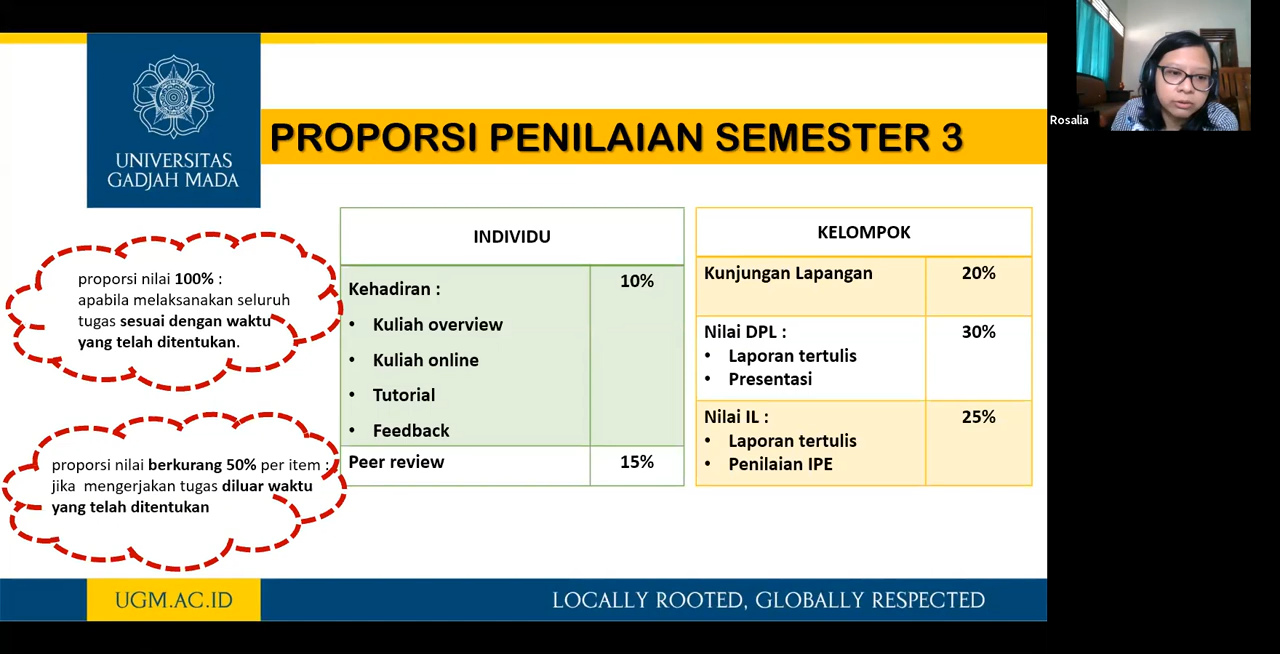 UNIVERSITAS
GADJAH MADA
PROPORSI PENILAIAN SEMESTER 3
Rosalia
proporsi nilai 100% :
apabila melaksanakan seluruh
tugas sesuai dengan waktu
yang telah ditentukan.
proporsi nilai berkurang 50% per item :
jika mengerjakan tugas diluar waktu
yang telah ditentukan
INDIVIDU
Kehadiran :
10%
• Kuliah overview
• Kuliah online
• Tutorial
• Feedback
Peer review
15%
KELOMPOK
Kunjungan Lapangan
20%
Nilai DPL :
30%
• Laporan tertulis
• Presentasi
Nilai IL :
25%
• Laporan tertulis
• Penilaian IPE
UGM.AC.ID
LOCALLY ROOTED, GLOBALLY RESPECTED